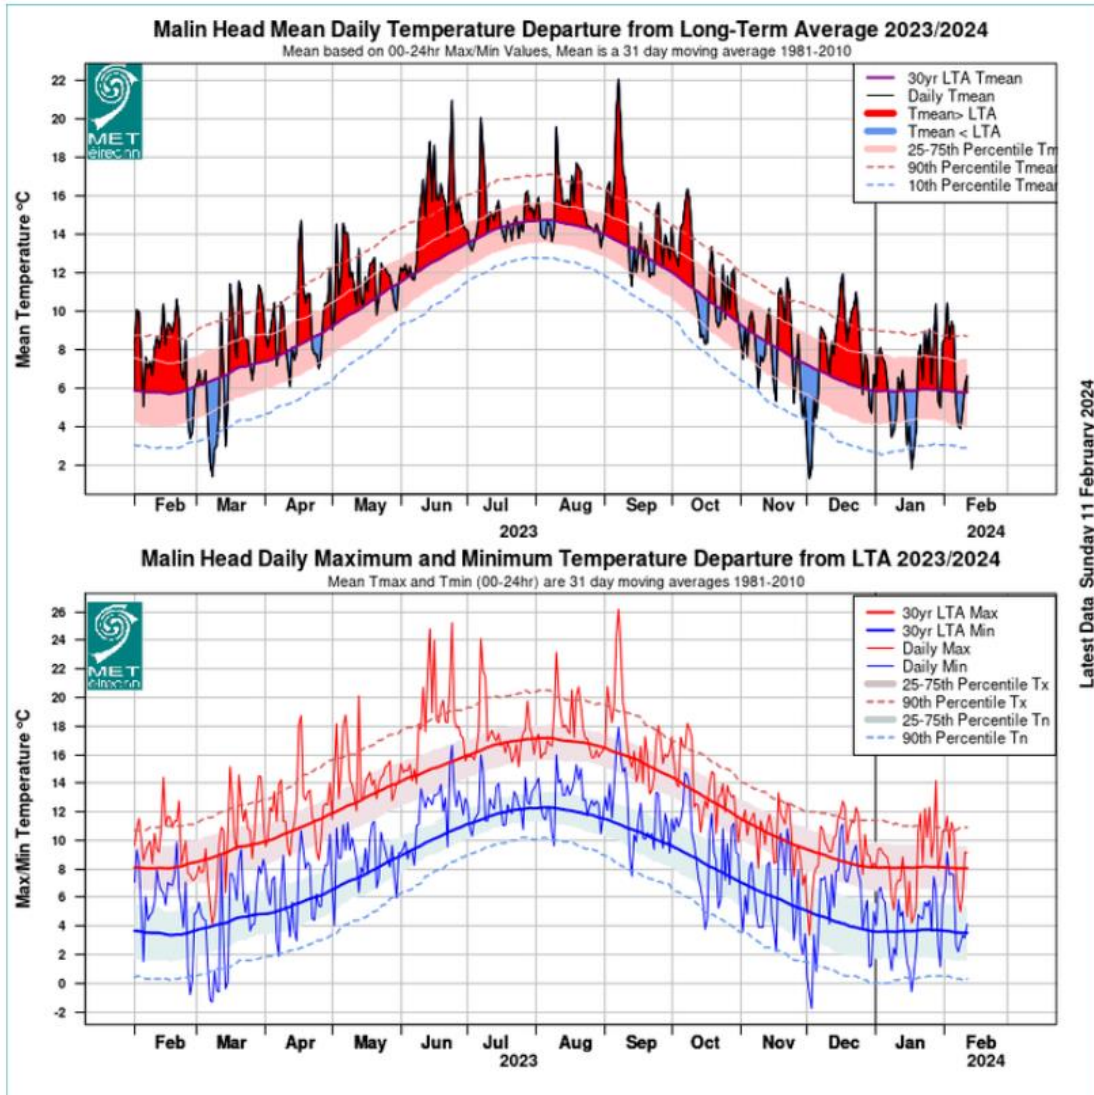 Malin Head Mean Daily Temperature Departure from Long-Term Average 2023/2024
Mean based on 00-24hr Max/Min Values, Mean is a 31 day moving average 1981-2010
MET
éireann
30yr LTA Tmean
Daily Tmean
Tmean> LTA
Tmean < LTA
25-75th Percentile Tm
90th Percentile Tmear
10th Percentile Tmear
Mean Temperature °C
22
20
18
16
14
12
10
8
6
4
2
Feb Mar Apr May Jun Jul Aug Sep Oct Nov Dec Jan Feb
2023 2024
Malin Head Daily Maximum and Minimum Temperature Departure from LTA 2023/2024
Mean Tmax and Tmin (00-24hr) are 31 day moving averages 1981-2010
MET
éireann
30yr LTA Max
30yr LTA Min
Daily Max
Daily Min
25-75th Percentile Tx
90th Percentile Tx
25-75th Percentile Tn
90th Percentile Tn
Max/Min Temperature °C
26
24
22
20
18
16
14
12
10
8
6
4
2
0
-2
Feb Mar Apr May Jun Jul Aug Sep Oct Nov Dec Jan Feb
2023 2024
Latest Data Sunday 11 February 2024